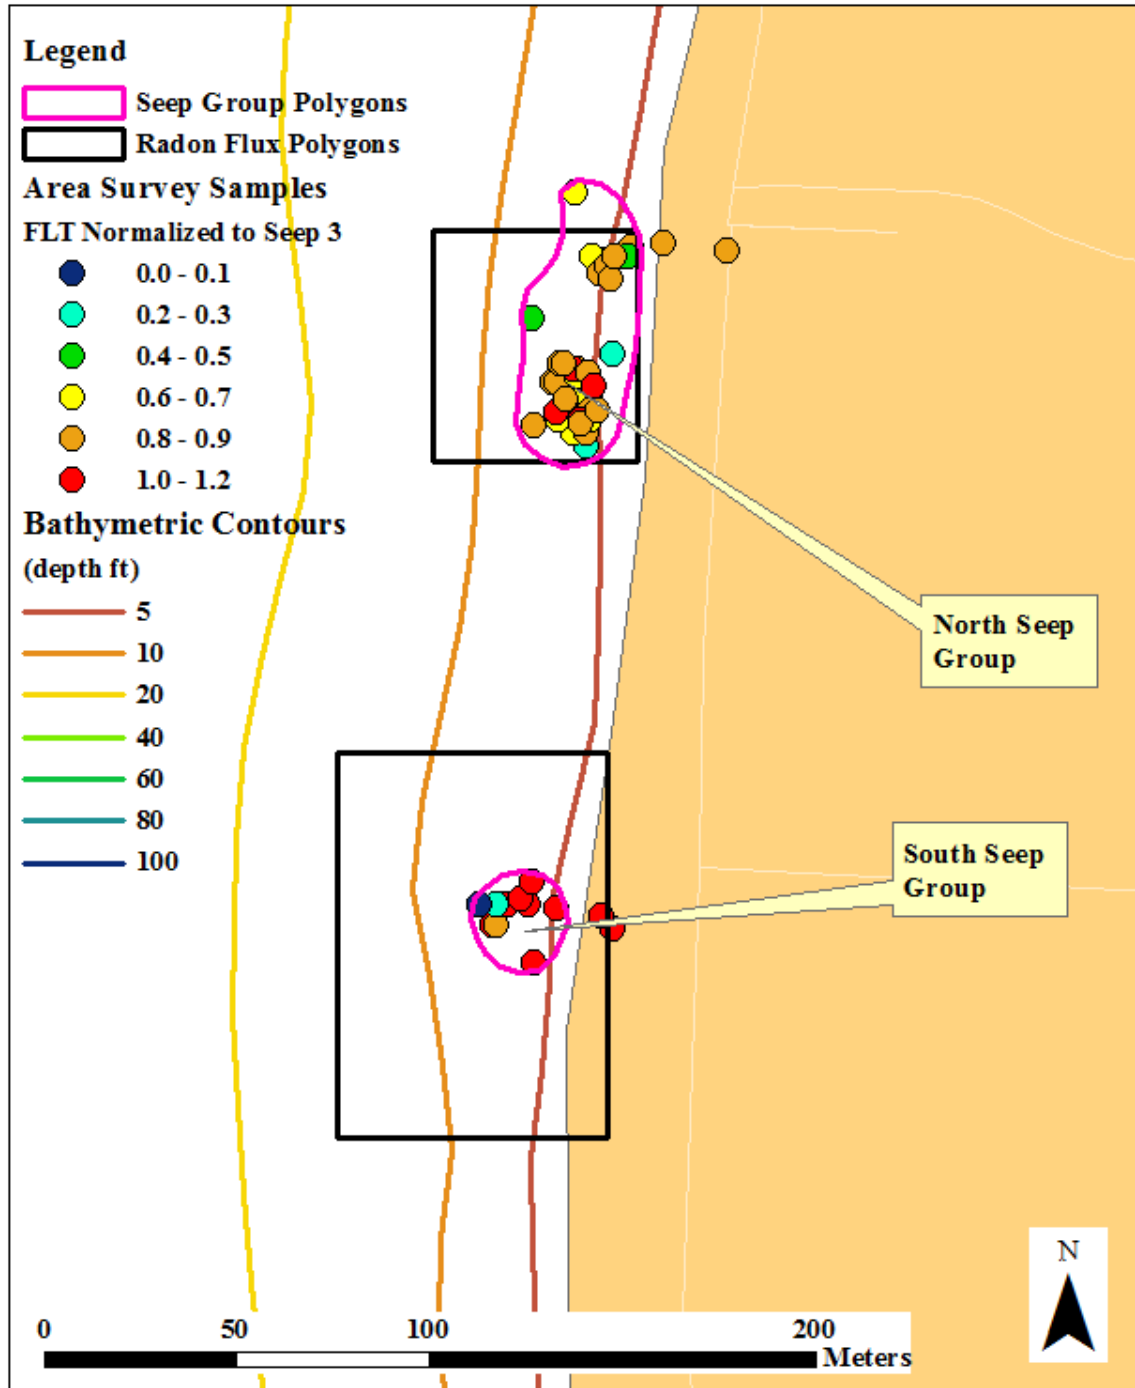 Legend
Seep Group Polygons
Radon Flux Polygons
Area Survey Samples
FLT Normalized to Seep 3
0.0 - 0.1
0.2 - 0.3
0.4 - 0.5
0.6 - 0.7
0.8 - 0.9
1.0 - 1.2
Bathymetric Contours
(depth ft)
5
10
20
40
60
80
100
North Seep
Group
South Seep
Group
N
0 50 100 200
Meters